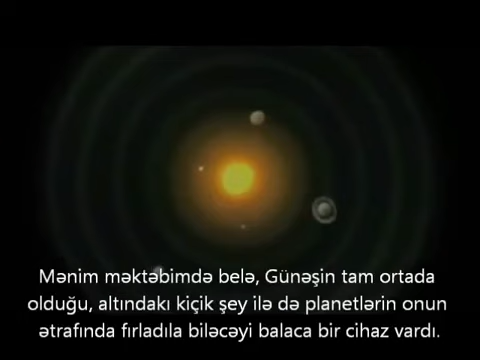 Mənim məktəbimdə belə, Günəşin tam ortada
olduğu, altındakı kiçik şey ilə də planetlərin onun
ətrafında fırladıla biləcəyi balaca bir cihaz vardı.